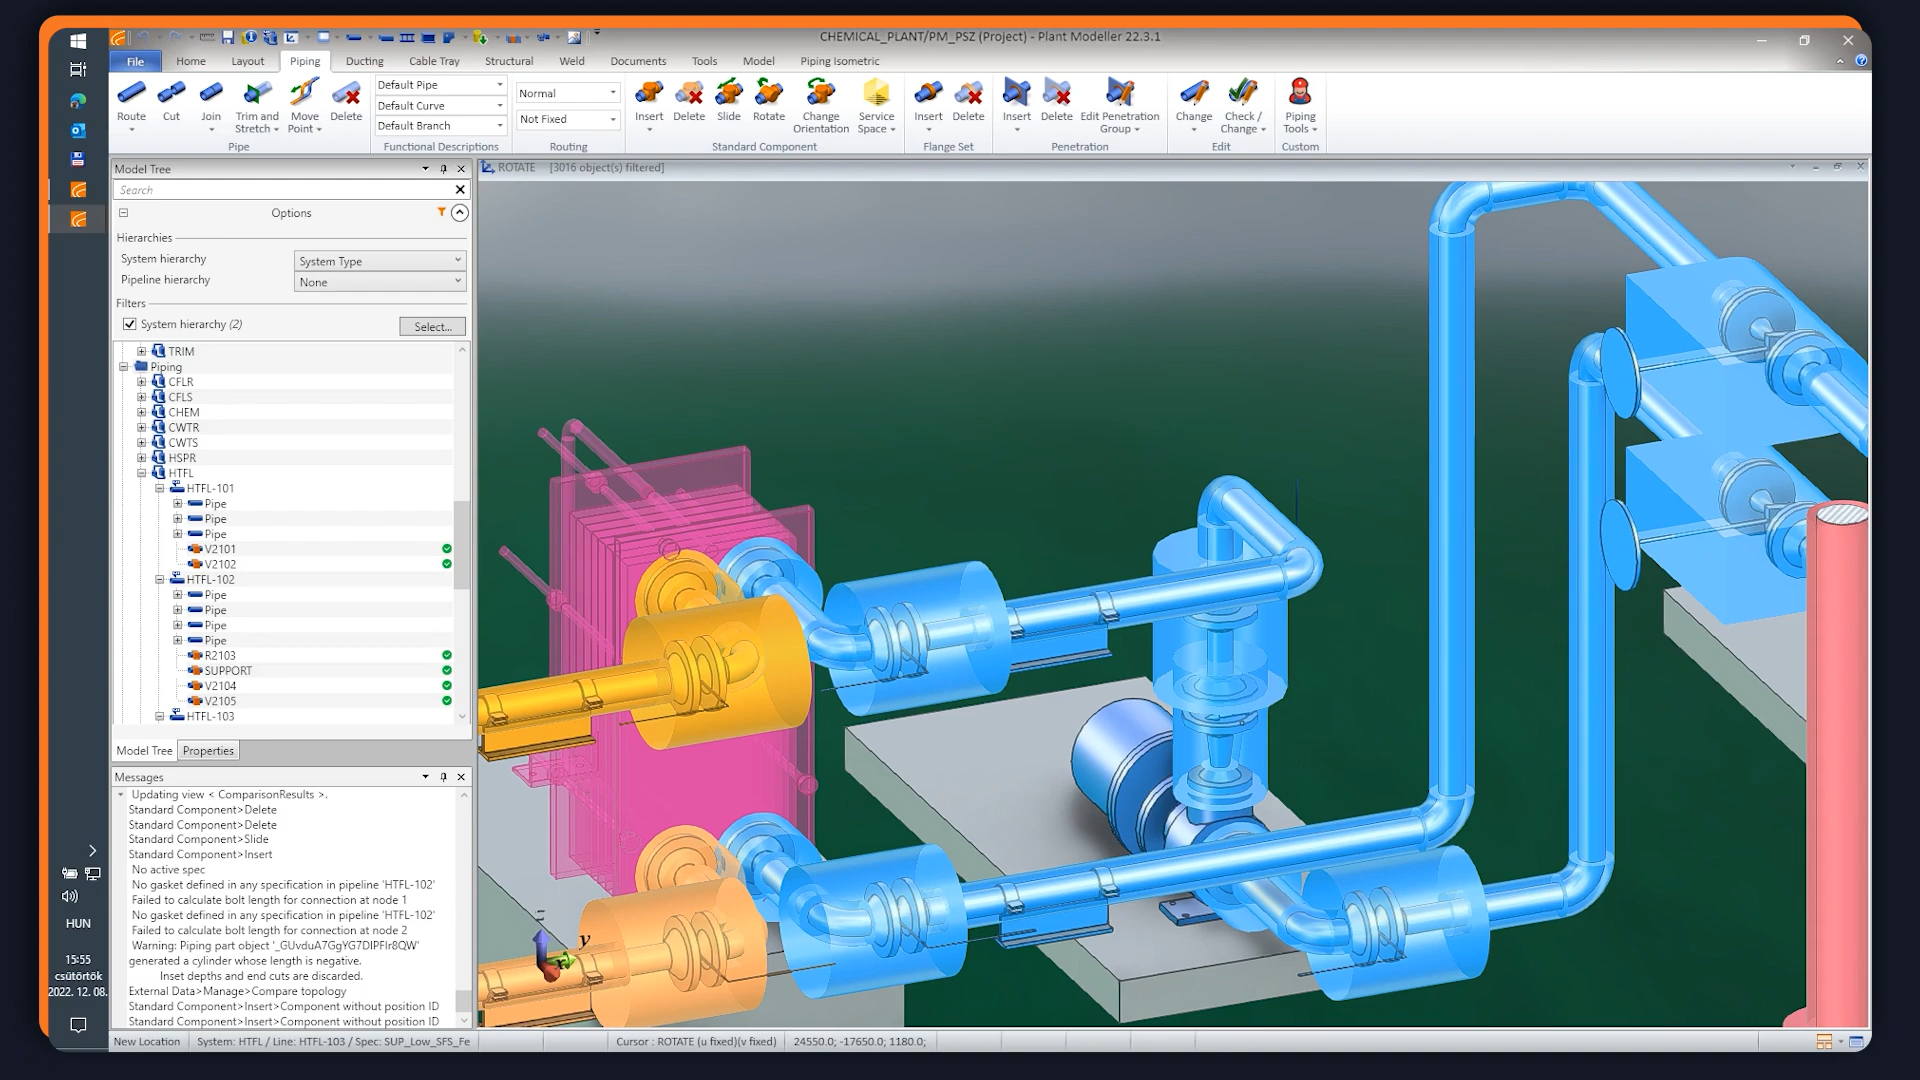 CHEMICAL_PLANT/PM_PSZ (Project) - Plant Modeller 22.3.1
File Home Layout Piping Ducting Cable Tray Structural Weld Documents Tools Model Piping Isometric
Route Cut Join Trim and Stretch Move Point Delete
Default Pipe
Default Curve
Default Branch
Normal
Not Fixed
Insert Delete Slide Rotate Change Orientation Service Space
Insert Delete
Insert Delete Edit Penetration Group
Change Check / Change
Piping Tools
Pipe Functional Descriptions Routing Standard Component Flange Set Penetration Edit Custom
Model Tree
Search
Options
Hierarchies
System hierarchy System Type
Pipeline hierarchy None
Filters
System hierarchy (2) Select...
TRIM
Piping
CFLR
CFLS
CHEM
CWTR
CWTS
HSPR
HTFL
HTFL-101
Pipe
Pipe
Pipe
V2101
V2102
HTFL-102
Pipe
Pipe
Pipe
Pipe
R2103
SUPPORT
V2104
V2105
HTFL-103
Model Tree Properties
Messages
Updating view < ComparisonResults >.
Standard Component>Delete
Standard Component>Delete
Standard Component>Slide
Standard Component>Insert
No active spec
No gasket defined in any specification in pipeline 'HTFL-102'
Failed to calculate bolt length for connection at node 1
No gasket defined in any specification in pipeline 'HTFL-102'
Failed to calculate bolt length for connection at node 2
Warning: Piping part object '_GUvduA7GgYG7DIPFIr8QW'
generated a cylinder whose length is negative.
Inset depths and end cuts are discarded.
External Data>Manage>Compare topology
Standard Component>Insert>Component without position ID
Standard Component>Insert>Component without position ID
ROTATE [3016 object(s) filtered]
y
x
HUN
15:55
csütörtök
2022. 12. 08.
New Location System: HTFL / Line: HTFL-103 / Spec: SUP_Low_SFS_Fe Cursor : ROTATE (u fixed)(v fixed) 24550.0; -17650.0; 1180.0;